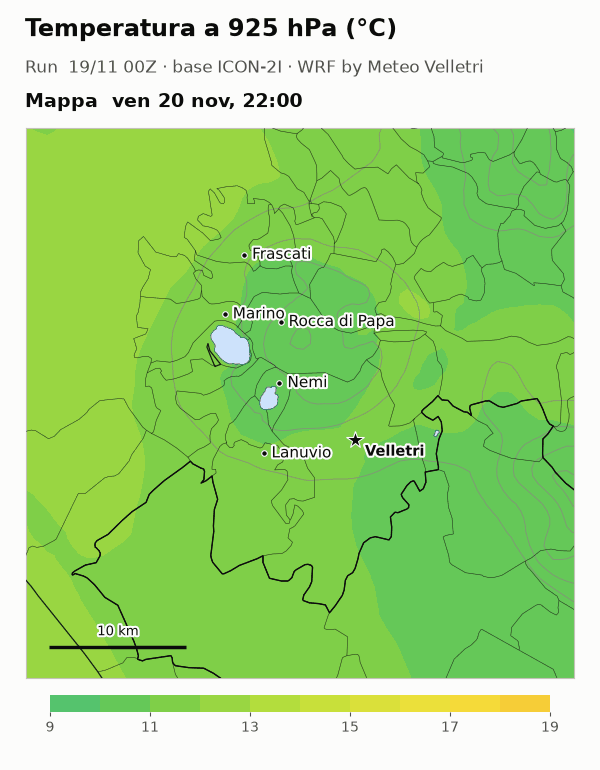 Temperatura a 925 hPa (°C)
Run  19/11 00Z · base ICON-2I · WRF by Meteo Velletri
Mappa  ven 20 nov, 22:00
Frascati
Marino
Rocca di Papa
Nemi
Velletri
Lanuvio
10 km
9 11 13 15 17 19